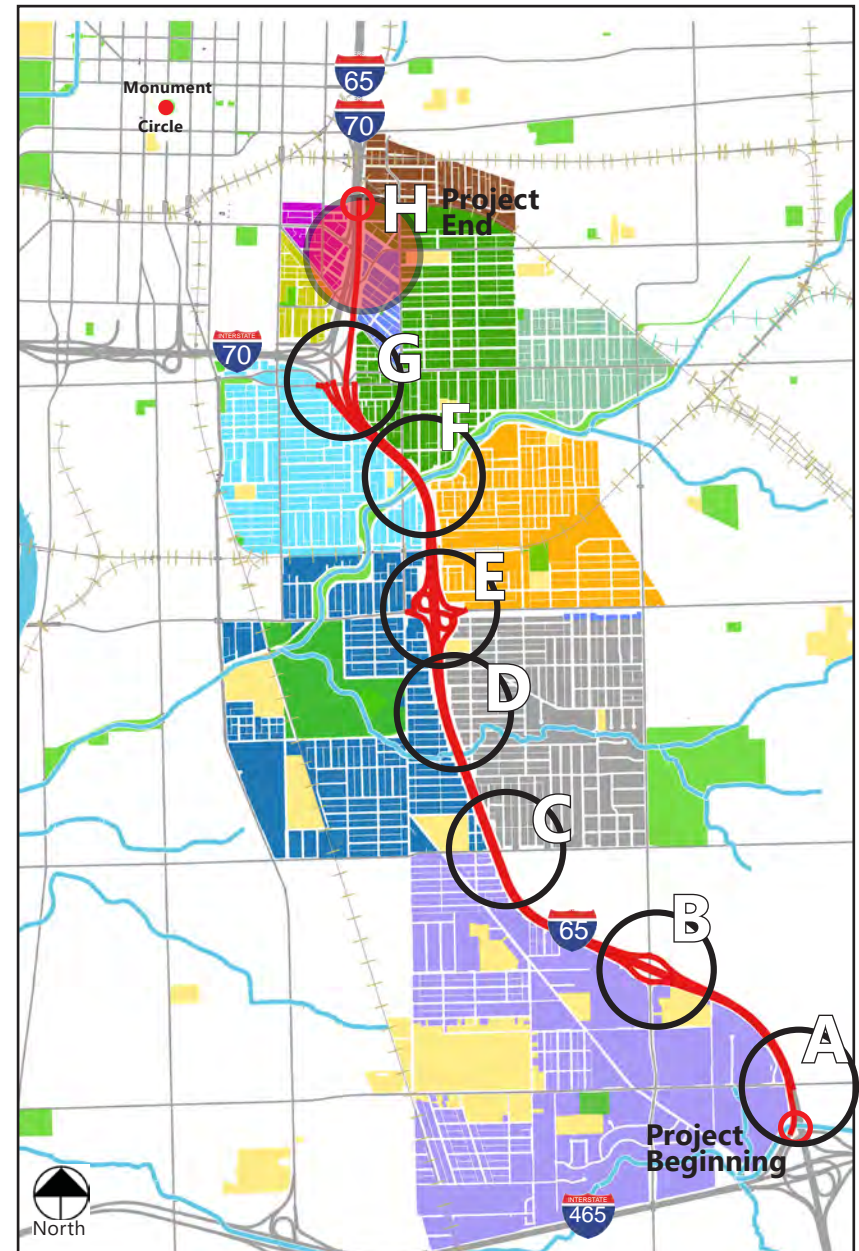 65
Monument
Circle
70
H
Project
End
INTERSTATE
70
G
F
E
D
C
B
65
A
Project
Beginning
INTERSTATE
465
North